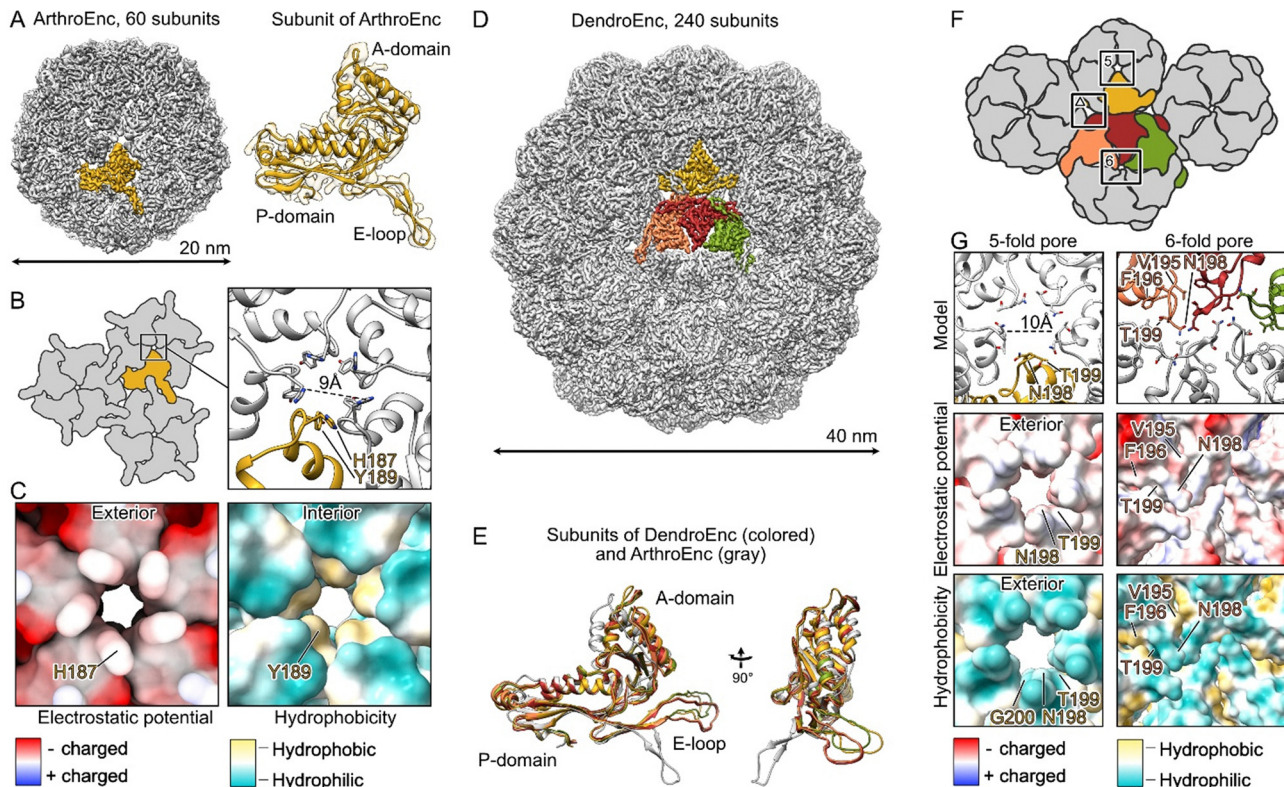 A
ArthroEnc, 60 subunits
Subunit of ArthroEnc
A-domain
P-domain
E-loop
20 nm
B
9Å
H187
Y189
C
Exterior
H187
Interior
Y189
Electrostatic potential
Hydrophobicity
- charged
+ charged
Hydrophobic
Hydrophilic
D
DendroEnc, 240 subunits
40 nm
E
Subunits of DendroEnc (colored)
and ArthroEnc (gray)
A-domain
90°
P-domain
E-loop
F
5
6
G
5-fold pore
6-fold pore
Model
10Å
T199
N198
V195
N198
F196
T199
Electrostatic potential
Exterior
N198
T199
V195
F196
N198
T199
Hydrophobicity
Exterior
G200
N198
T199
V195
F196
N198
T199
- charged
+ charged
Hydrophobic
Hydrophilic